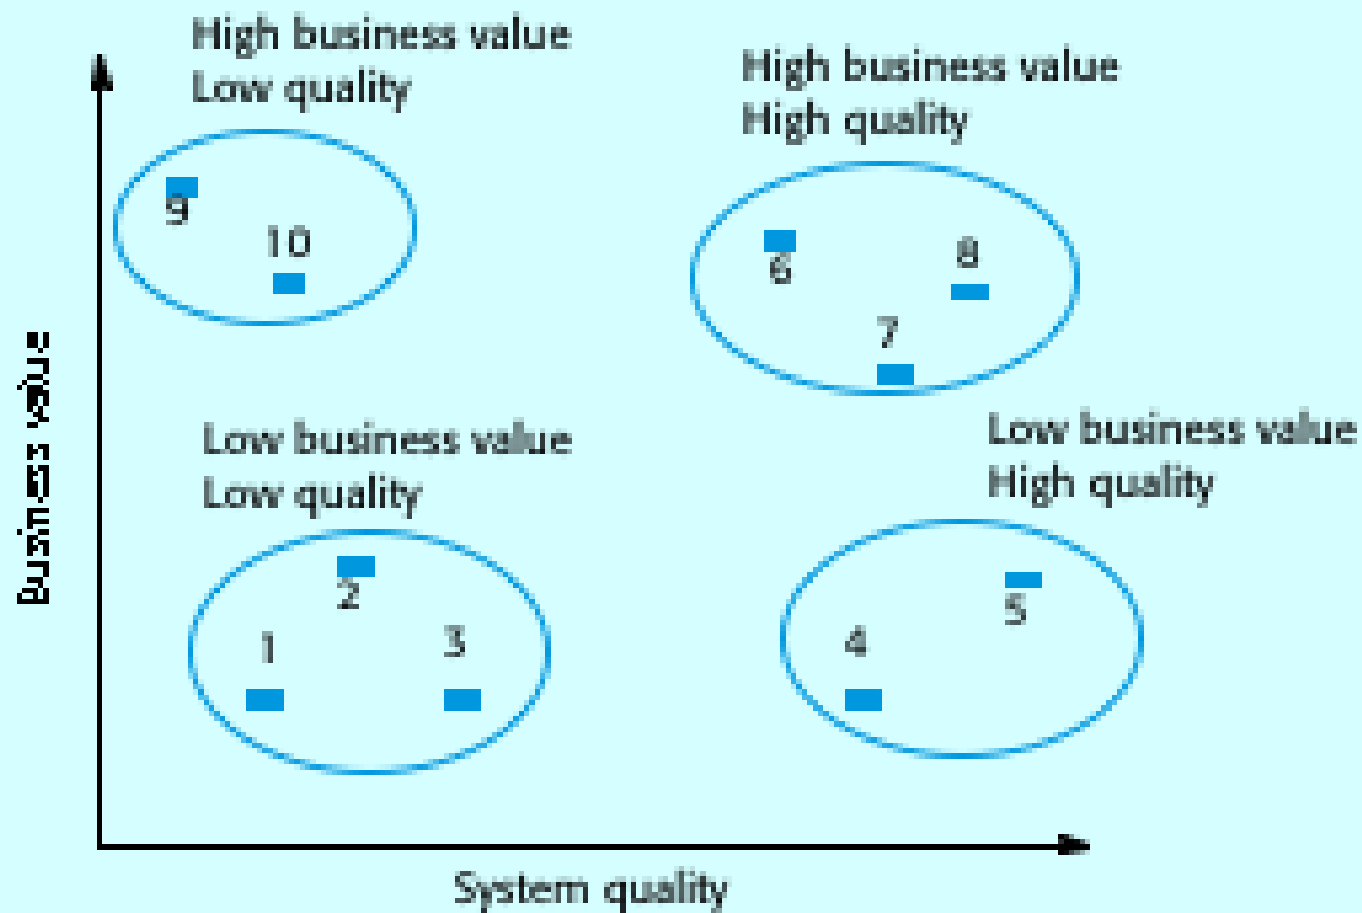 High business value
Low quality
High business value
High quality
9
10
6
8
7
Business value
Low business value
Low quality
Low business value
High quality
2
1
3
5
4
System quality